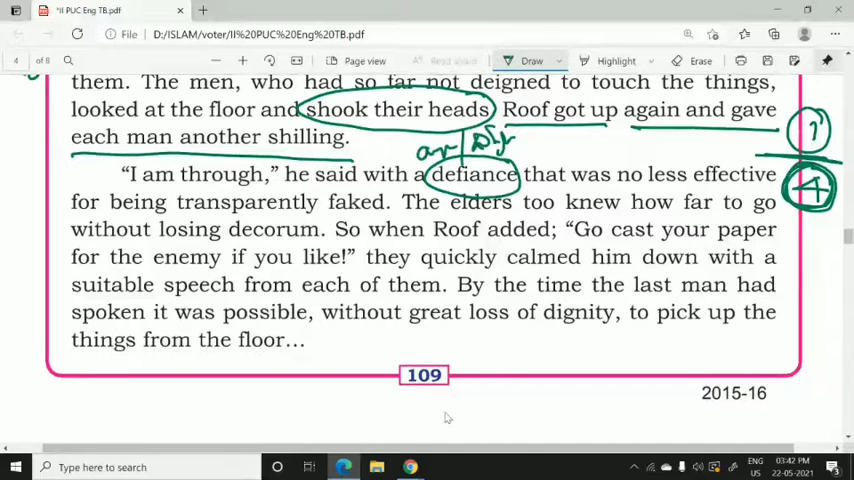 *II PUC Eng TB.pdf
File | D:/ISLAM/voter/II%20PUC%20Eng%20TB.pdf
4 of 8 Page view Read aloud Draw Highlight Erase
them. The men, who had so far not deigned to touch the things,
looked at the floor and shook their heads. Roof got up again and gave
each man another shilling.
"I am through," he said with a defiance that was no less effective
for being transparently faked. The elders too knew how far to go
without losing decorum. So when Roof added; "Go cast your paper
for the enemy if you like!" they quickly calmed him down with a
suitable speech from each of them. By the time the last man had
spoken it was possible, without great loss of dignity, to pick up the
things from the floor...
4
109
2015-16
Type here to search
ENG
US
03:42 PM
22-05-2021
3